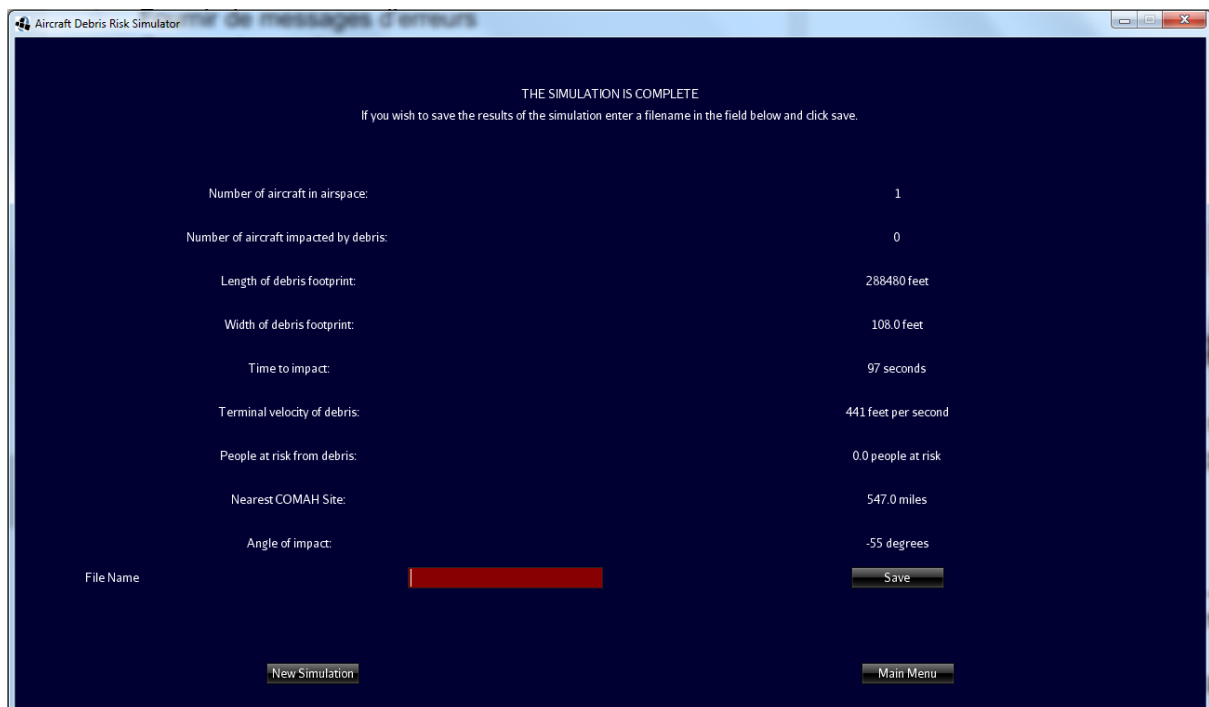 Fournir de messages d'erreurs
Aircraft Debris Risk Simulator
THE SIMULATION IS COMPLETE
If you wish to save the results of the simulation enter a filename in the field below and click save.
Number of aircraft in airspace: 1
Number of aircraft impacted by debris: 0
Length of debris footprint: 288480 feet
Width of debris footprint: 108.0 feet
Time to impact: 97 seconds
Terminal velocity of debris: 441 feet per second
People at risk from debris: 0.0 people at risk
Nearest COMAH Site: 547.0 miles
Angle of impact: -55 degrees
File Name Save
New Simulation Main Menu